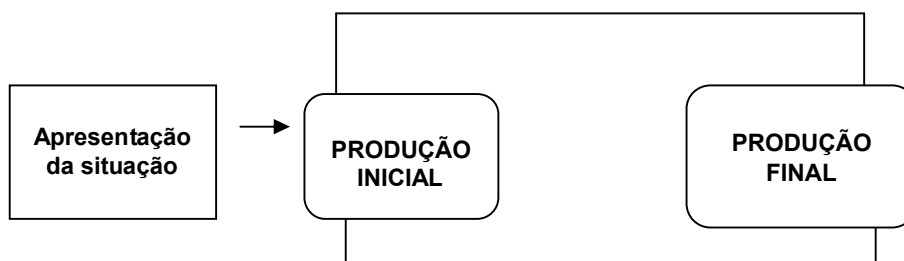 Apresentação
da situação
PRODUÇÃO
INICIAL
PRODUÇÃO
FINAL